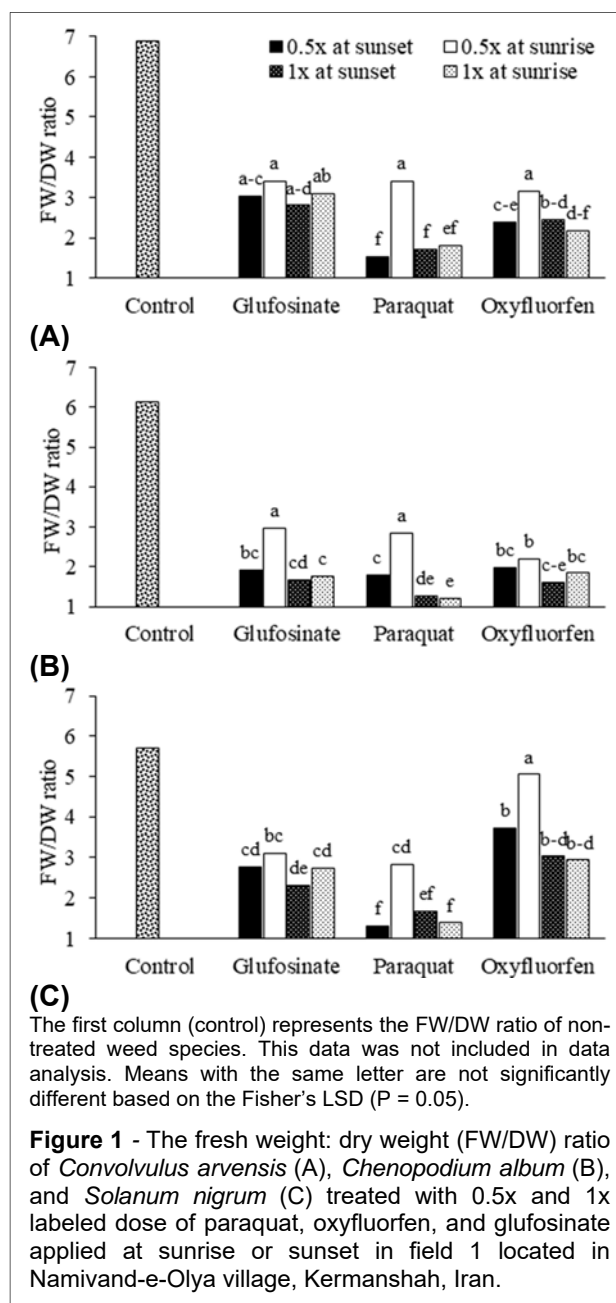 7
6
5
4
3
2
1
FW/DW ratio
0.5x at sunset
0.5x at sunrise
1x at sunset
1x at sunrise
a-c
a
a-d
ab
f
a
f
ef
c-e
a
b-d
d-f
Control
Glufosinate
Paraquat
Oxyfluorfen
(A)
7
6
5
4
3
2
1
FW/DW ratio
bc
a
cd
c
c
a
de
e
bc
b
c-e
bc
Control
Glufosinate
Paraquat
Oxyfluorfen
(B)
7
6
5
4
3
2
1
FW/DW ratio
cd
bc
de
cd
f
cd
ef
f
b
a
b-d
b-d
Control
Glufosinate
Paraquat
Oxyfluorfen
(C)
The first column (control) represents the FW/DW ratio of non-
treated weed species. This data was not included in data
analysis. Means with the same letter are not significantly
different based on the Fisher's LSD (P = 0.05).
Figure 1 - The fresh weight: dry weight (FW/DW) ratio
of Convolvulus arvensis (A), Chenopodium album (B),
and Solanum nigrum (C) treated with 0.5x and 1x
labeled dose of paraquat, oxyfluorfen, and glufosinate
applied at sunrise or sunset in field 1 located in
Namivand-e-Olya village, Kermanshah, Iran.